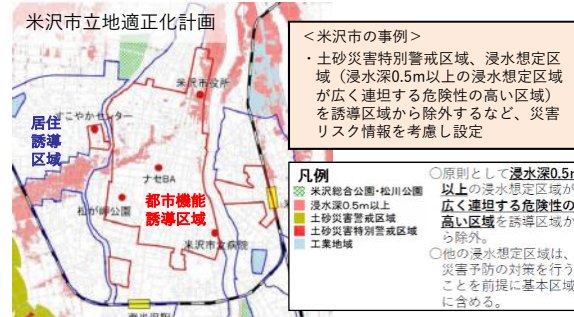 米沢市立地適正化計画
＜米沢市の事例＞
・土砂災害特別警戒区域、浸水想定区
域（浸水深0.5m以上の浸水想定区域
が広く連坦する危険性の高い区域）
を誘導区域から除外するなど、災害
リスク情報を考慮し設定
米沢市役所
すこやかセンター
居住
誘導
区域
ナセBA
都市機能
誘導区域
松が岬公園
米沢市立病院
南米沢駅
凡例
米沢総合公園・松川公園
浸水深0.5m以上
土砂災害警戒区域
土砂災害特別警戒区域
工業地域
○原則として浸水深0.5m
以上の浸水想定区域が
広く連坦する危険性の
高い区域を誘導区域か
ら除外。
○他の浸水想定区域は、
災害予防の対策を行う
ことを前提に基本区域
に含める。